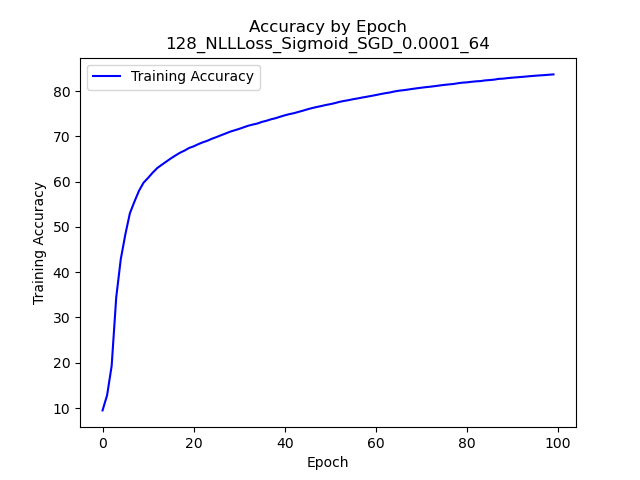 Accuracy by Epoch
128_NLLLoss_Sigmoid_SGD_0.0001_64
Training Accuracy
Training Accuracy
80
70
60
50
40
30
20
10
0 20 40 60 80 100
Epoch